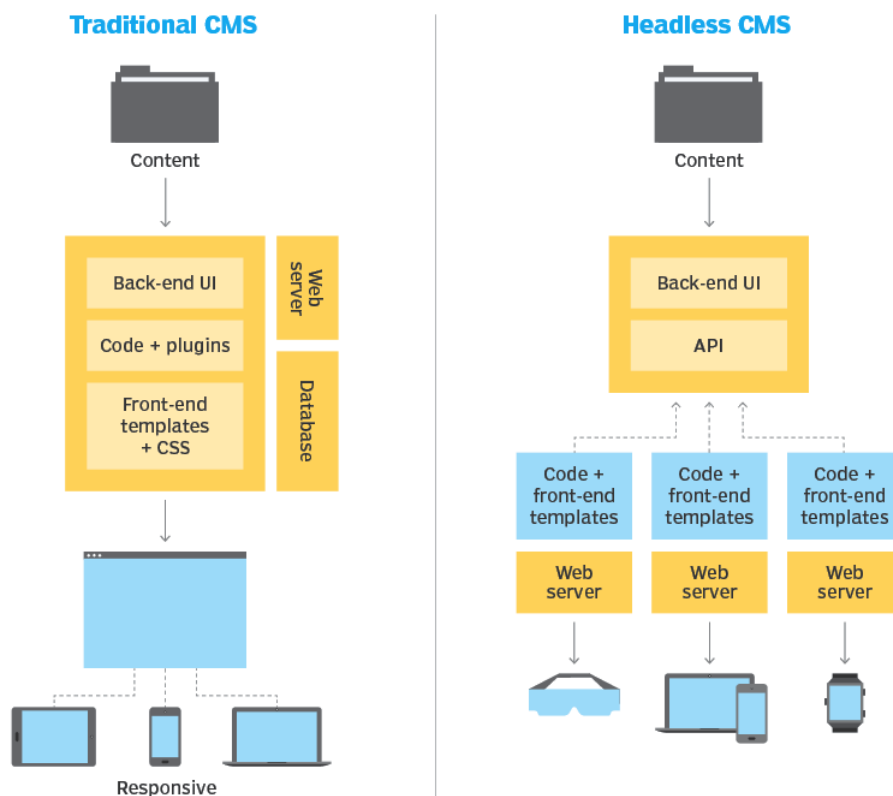 Traditional CMS
Content
Back-end UI
Code + plugins
Front-end
templates
+ CSS
Web
server
Database
Responsive
Headless CMS
Content
Back-end UI
API
Code +
front-end
templates
Code +
front-end
templates
Code +
front-end
templates
Web
server
Web
server
Web
server